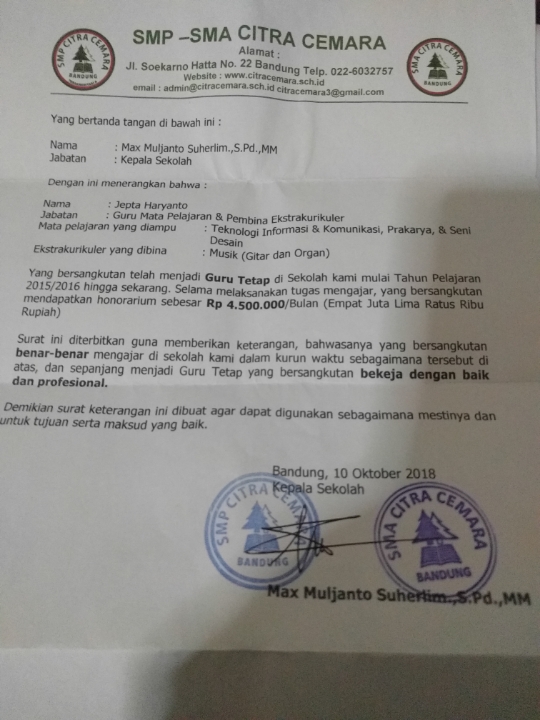 SMP –SMA CITRA CEMARA
Alamat :
Jl. Soekarno Hatta No. 22 Bandung Telp. 022-6032757
Website : www.citracemara.sch.id
email : admin@citracemara.sch.id citracemara3@gmail.com
SMP CITRA CEMARA
BANDUNG
SMA CITRA CEMARA
BANDUNG
Yang bertanda tangan di bawah ini :
Nama : Max Muljanto Suherlim.,S.Pd.,MM
Jabatan : Kepala Sekolah
Dengan ini menerangkan bahwa :
Nama : Jepta Haryanto
Jabatan : Guru Mata Pelajaran & Pembina Ekstrakurikuler
Mata pelajaran yang diampu : Teknologi Informasi & Komunikasi, Prakarya, & Seni
Desain
Ekstrakurikuler yang dibina : Musik (Gitar dan Organ)
Yang bersangkutan telah menjadi Guru Tetap di Sekolah kami mulai Tahun Pelajaran
2015/2016 hingga sekarang. Selama melaksanakan tugas mengajar, yang bersangkutan
mendapatkan honorarium sebesar Rp 4.500.000/Bulan (Empat Juta Lima Ratus Ribu
Rupiah)
Surat ini diterbitkan guna memberikan keterangan, bahwasanya yang bersangkutan
benar-benar mengajar di sekolah kami dalam kurun waktu sebagaimana tersebut di
atas, dan sepanjang menjadi Guru Tetap yang bersangkutan bekeja dengan baik
dan profesional.
Demikian surat keterangan ini dibuat agar dapat digunakan sebagaimana mestinya dan
untuk tujuan serta maksud yang baik.
Bandung, 10 Oktober 2018
Kepala Sekolah
SMP CITRA CEMARA
BANDUNG
SMA CITRA CEMARA
BANDUNG
Max Muljanto Suherlim.,S.Pd.,MM